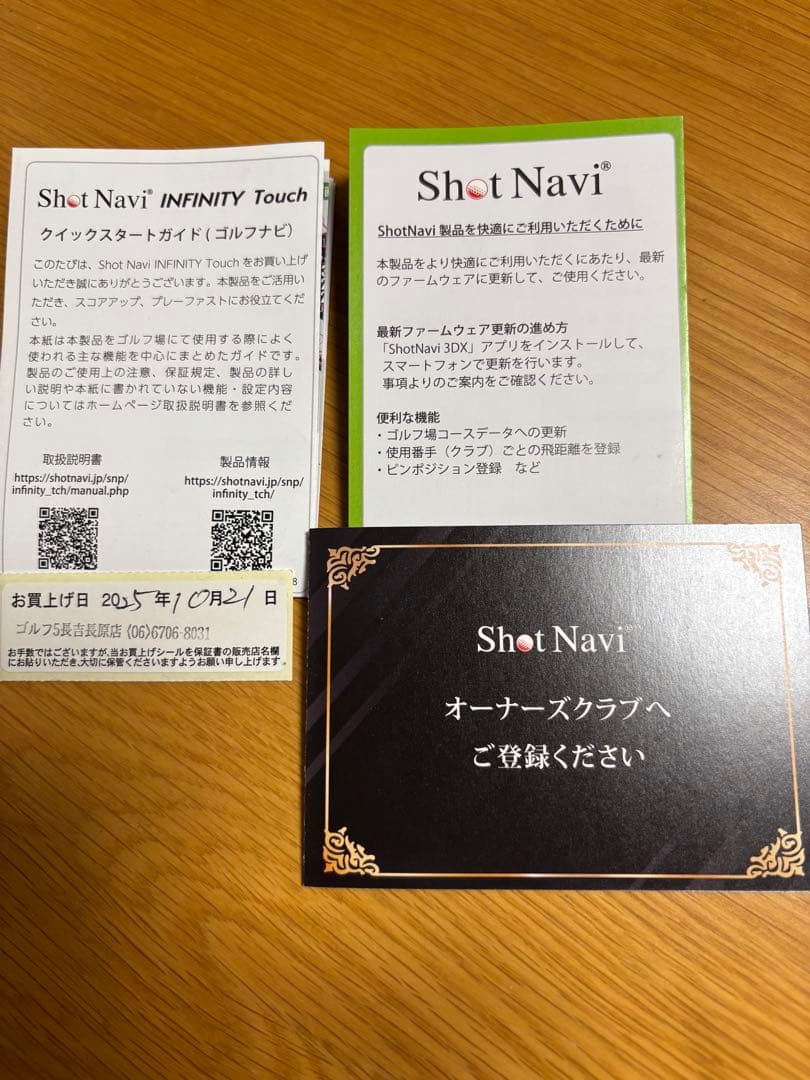 Shot Navi® INFINITY Touch
クイックスタートガイド(ゴルフナビ)
このたびは、Shot Navi INFINITY Touch をお買い上げ
いただき誠にありがとうございます。本製品をご活用い
ただき、スコアアップ、プレーファストにお役立てくだ
さい。
本紙は本製品をゴルフ場にて使用する際によく
使われる主な機能を中心にまとめたガイドです。
製品のご使用上の注意、保証規定、製品の詳し
い説明や本紙に書かれていない機能・設定内容
についてはホームページ取扱説明書を参照くだ
さい。
取扱説明書
https://shotnavi.jp/snp/
infinity_tch/manual.php
製品情報
https://shotnavi.jp/snp/
infinity_tch/
8
お買上げ日 2025年10月21日
ゴルフ5長吉長原店 (06)6706-8031
お手数ではございますが、当お買上げシールを保証書の販売店名欄
にお貼りいただき、大切に保管くださいますようお願い申し上げます。
Shot Navi®
ShotNavi 製品を快適にご利用いただくために
本製品をより快適にご利用いただくにあたり、最新
のファームウェアに更新して、ご使用ください。
最新ファームウェア更新の進め方
「ShotNavi 3DX」アプリをインストールして、
スマートフォンで更新を行います。
事項よりのご案内をご確認ください。
便利な機能
・ゴルフ場コースデータへの更新
・使用番手（クラブ）ごとの飛距離を登録
・ピンポジション登録　など
Shot Navi®
オーナーズクラブへ
ご登録ください